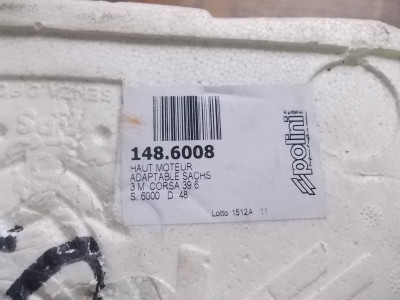 148.6008
HAUT MOTEUR
ADAPTABLE SACHS
3 M CORSA 39.6
S. 6000 D. 48
Lotto 1512A 11
polini